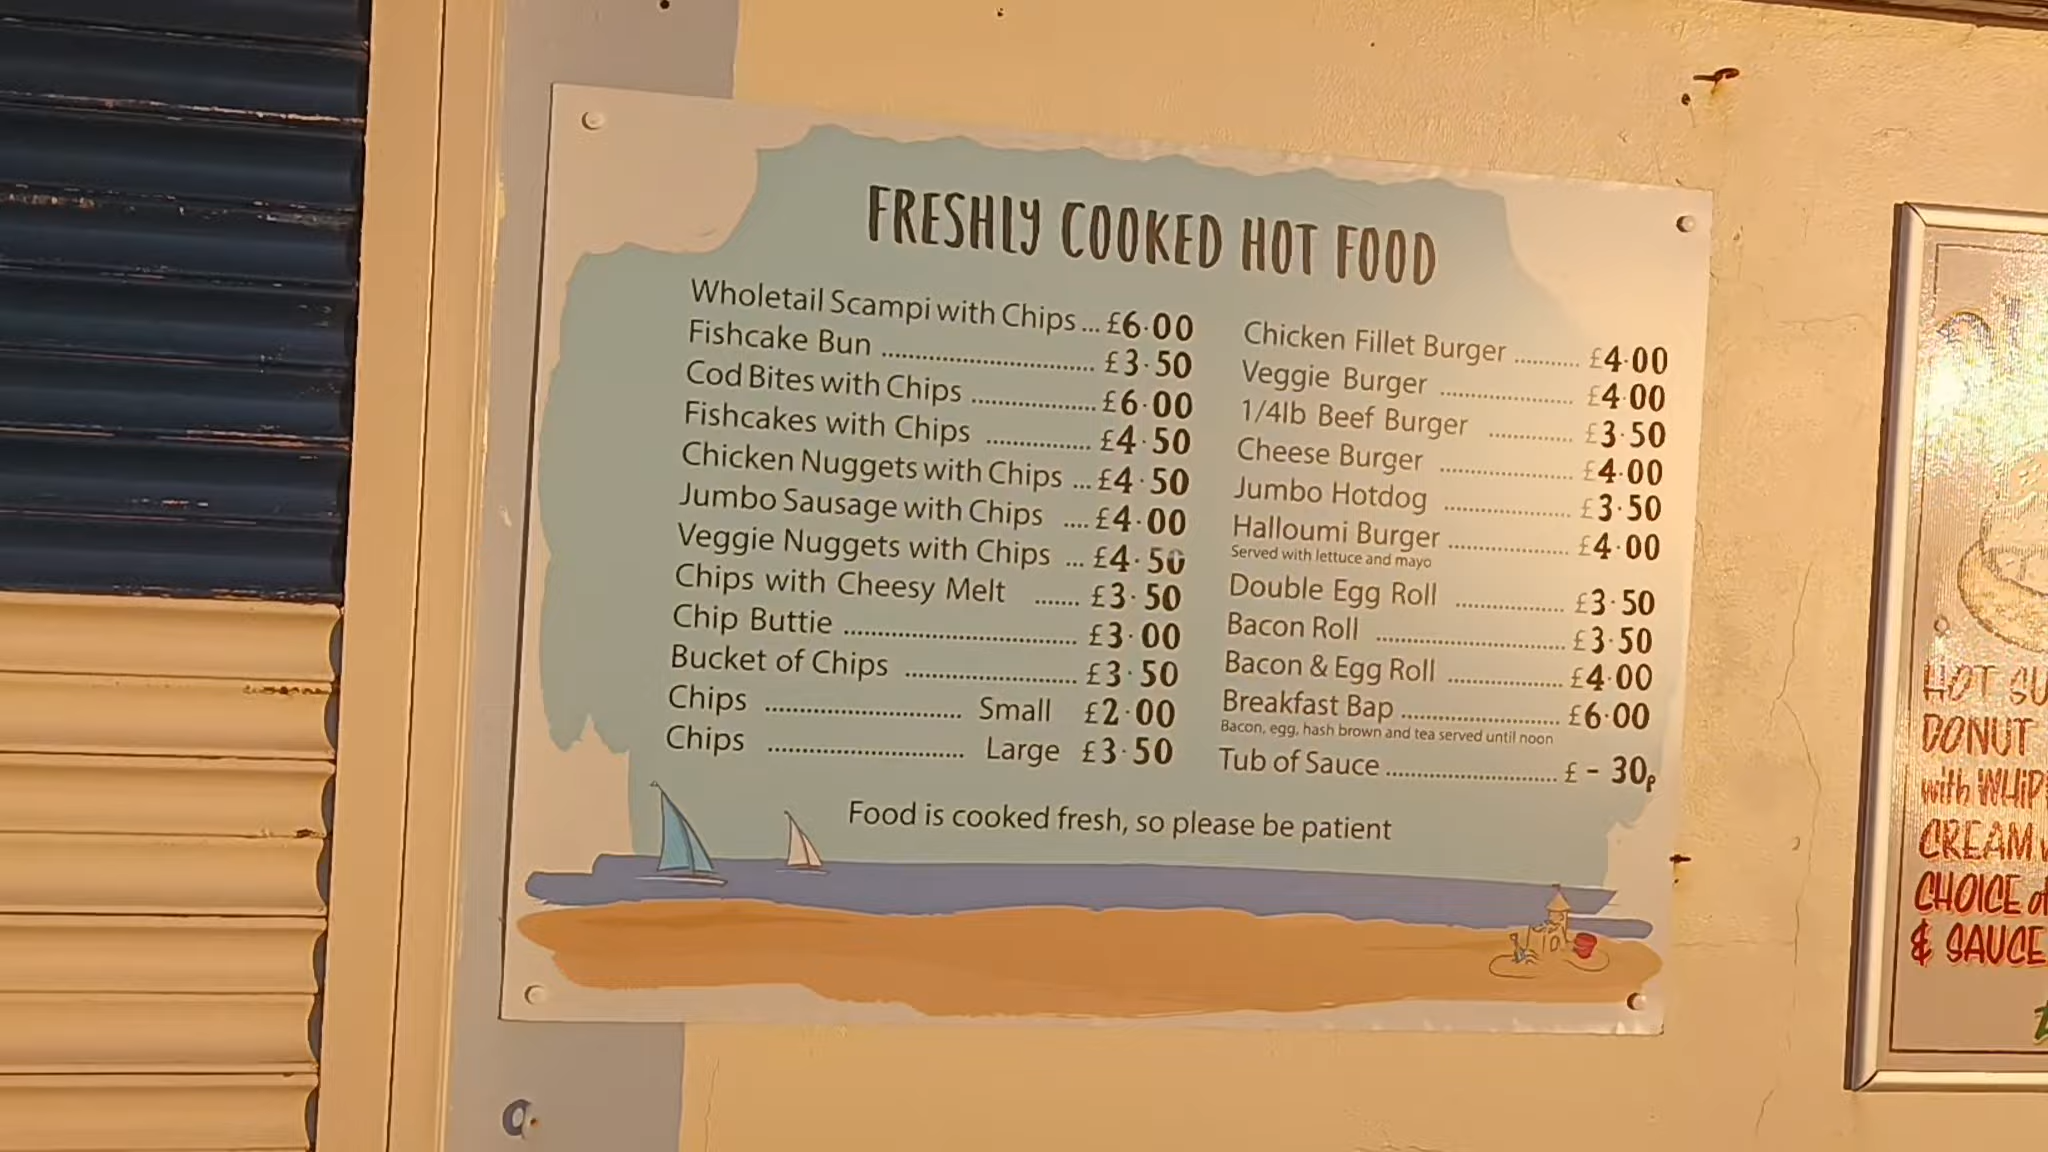 FRESHLY COOKED HOT FOOD
Wholetail Scampi with Chips ... £6.00
Fishcake Bun .............................. £3.50
Cod Bites with Chips .................. £6.00
Fishcakes with Chips ............... £4.50
Chicken Nuggets with Chips ... £4.50
Jumbo Sausage with Chips .... £4.00
Veggie Nuggets with Chips ... £4.50
Chips with Cheesy Melt ....... £3.50
Chip Buttie ................................. £3.00
Bucket of Chips ........................ £3.50
Chips ............................ Small £2.00
Chips ............................ Large £3.50
Chicken Fillet Burger .......... £4.00
Veggie Burger .................... £4.00
1/4lb Beef Burger ............. £3.50
Cheese Burger .................... £4.00
Jumbo Hotdog ................... £3.50
Halloumi Burger .................. £4.00
Served with lettuce and mayo
Double Egg Roll ................ £3.50
Bacon Roll ............................ £3.50
Bacon & Egg Roll ................. £4.00
Breakfast Bap ........................ £6.00
Bacon, egg, hash brown and tea served until noon
Tub of Sauce .......................... £ - 30p
Food is cooked fresh, so please be patient
HOT
DONUT
with
CREAM
CHOICE
& SAUCE